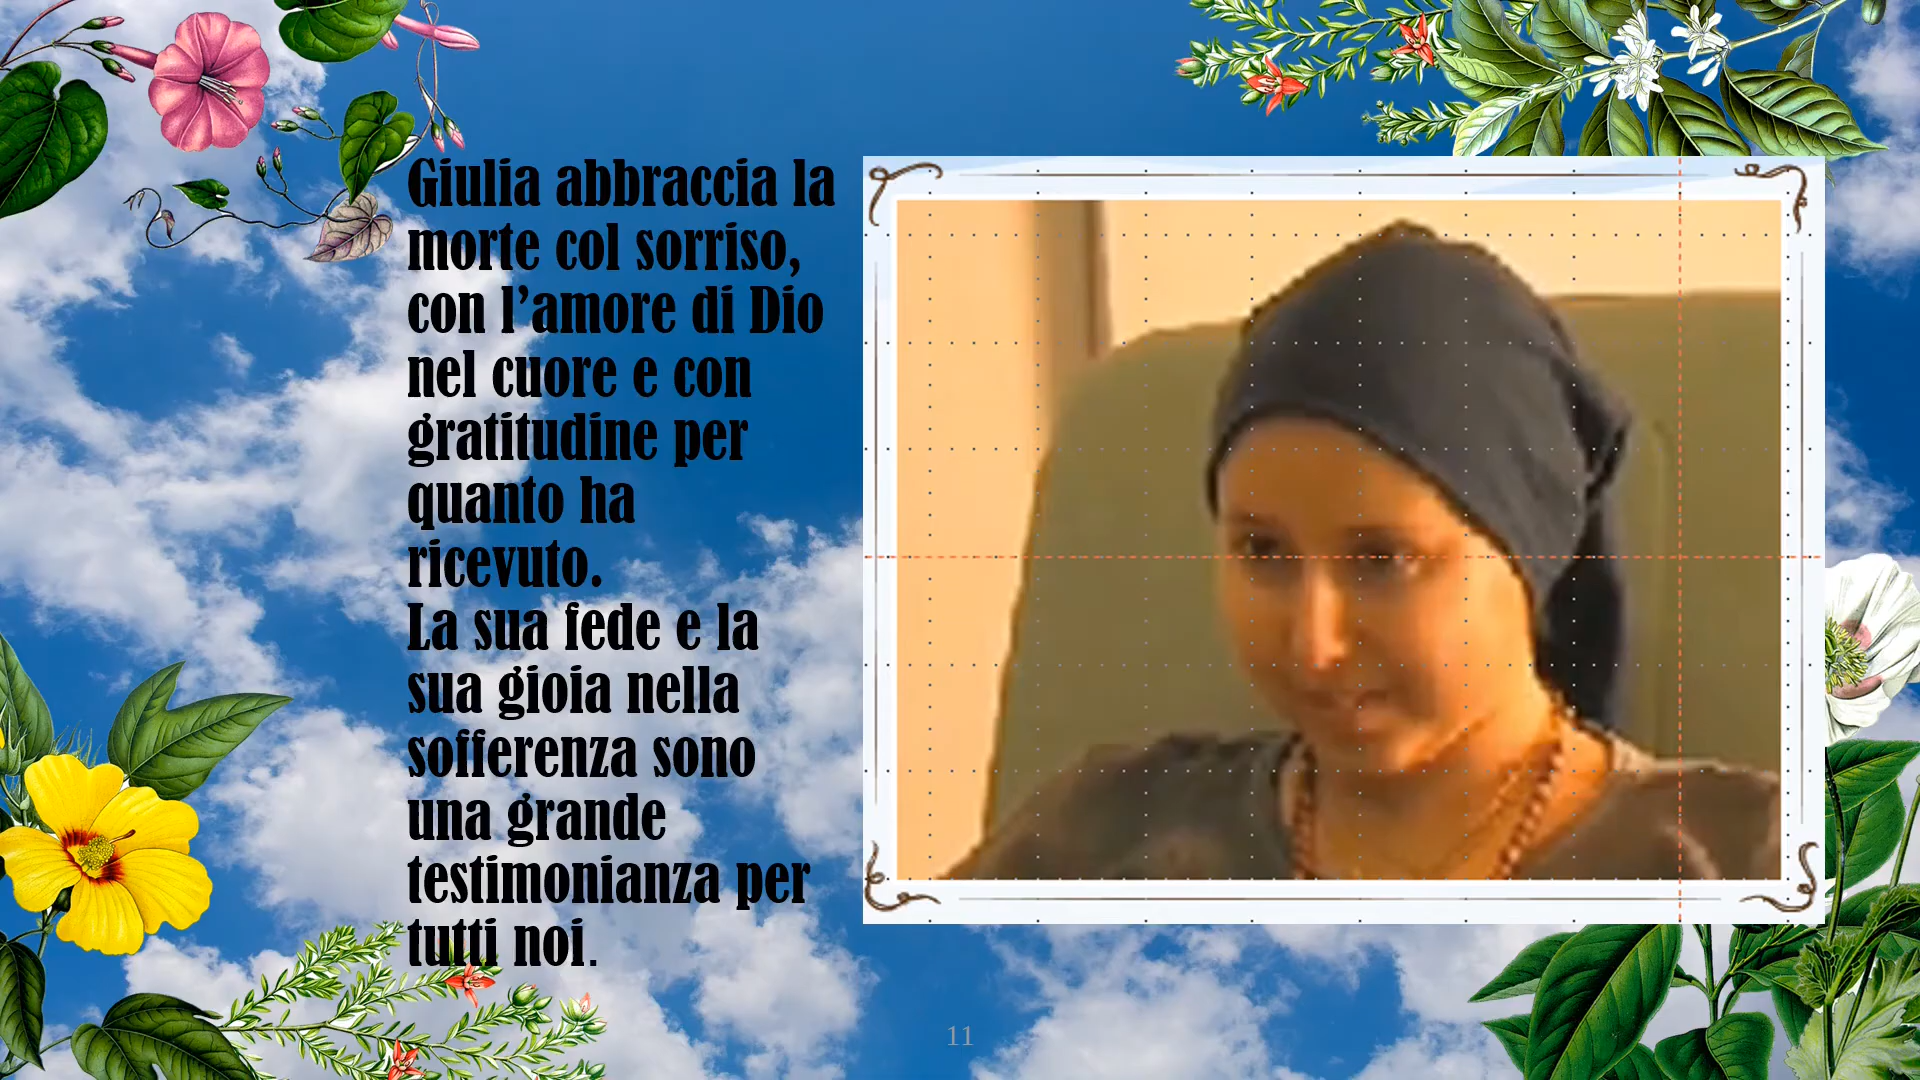 Giulia abbraccia la
morte col sorriso,
con l’amore di Dio
nel cuore e con
gratitudine per
quanto ha
ricevuto.
La sua fede e la
sua gioia nella
sofferenza sono
una grande
testimonianza per
tutti noi.
11